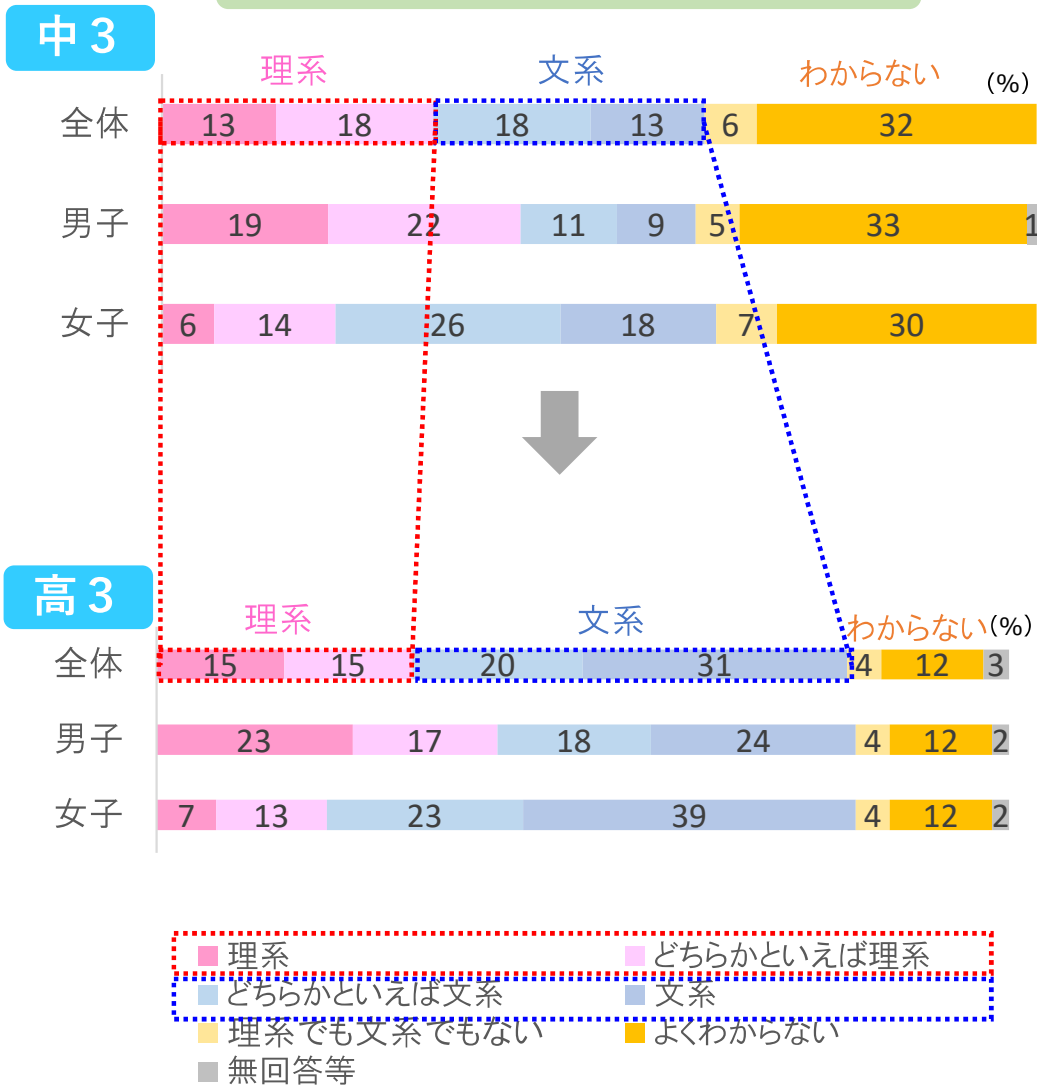 中３
理系 文系 わからない (%)
全体 13 18 18 13 6 32
男子 19 22 11 9 5 33 1
女子 6 14 26 18 7 30
高３
理系 文系 わからない (%)
全体 15 15 20 31 4 12 3
男子 23 17 18 24 4 12 2
女子 7 13 23 39 4 12 2
理系 どちらかといえば理系
どちらかといえば文系 文系
理系でも文系でもない よくわからない
無回答等